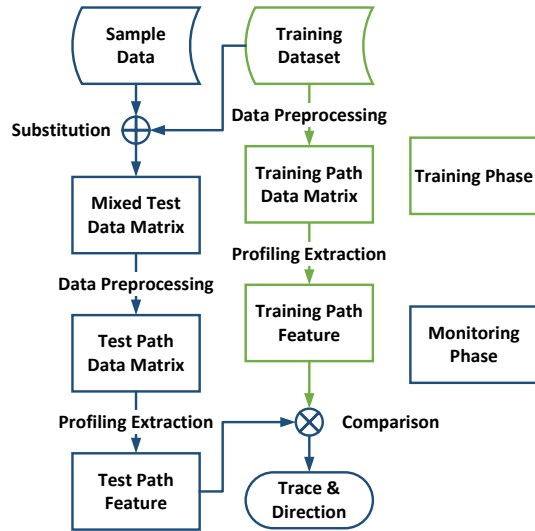 Sample
Data
Training
Dataset
Substitution
Data Preprocessing
Mixed Test
Data Matrix
Training Path
Data Matrix
Training Phase
Data Preprocessing
Profiling Extraction
Test Path
Data Matrix
Training Path
Feature
Monitoring
Phase
Profiling Extraction
Comparison
Test Path
Feature
Trace &
Direction